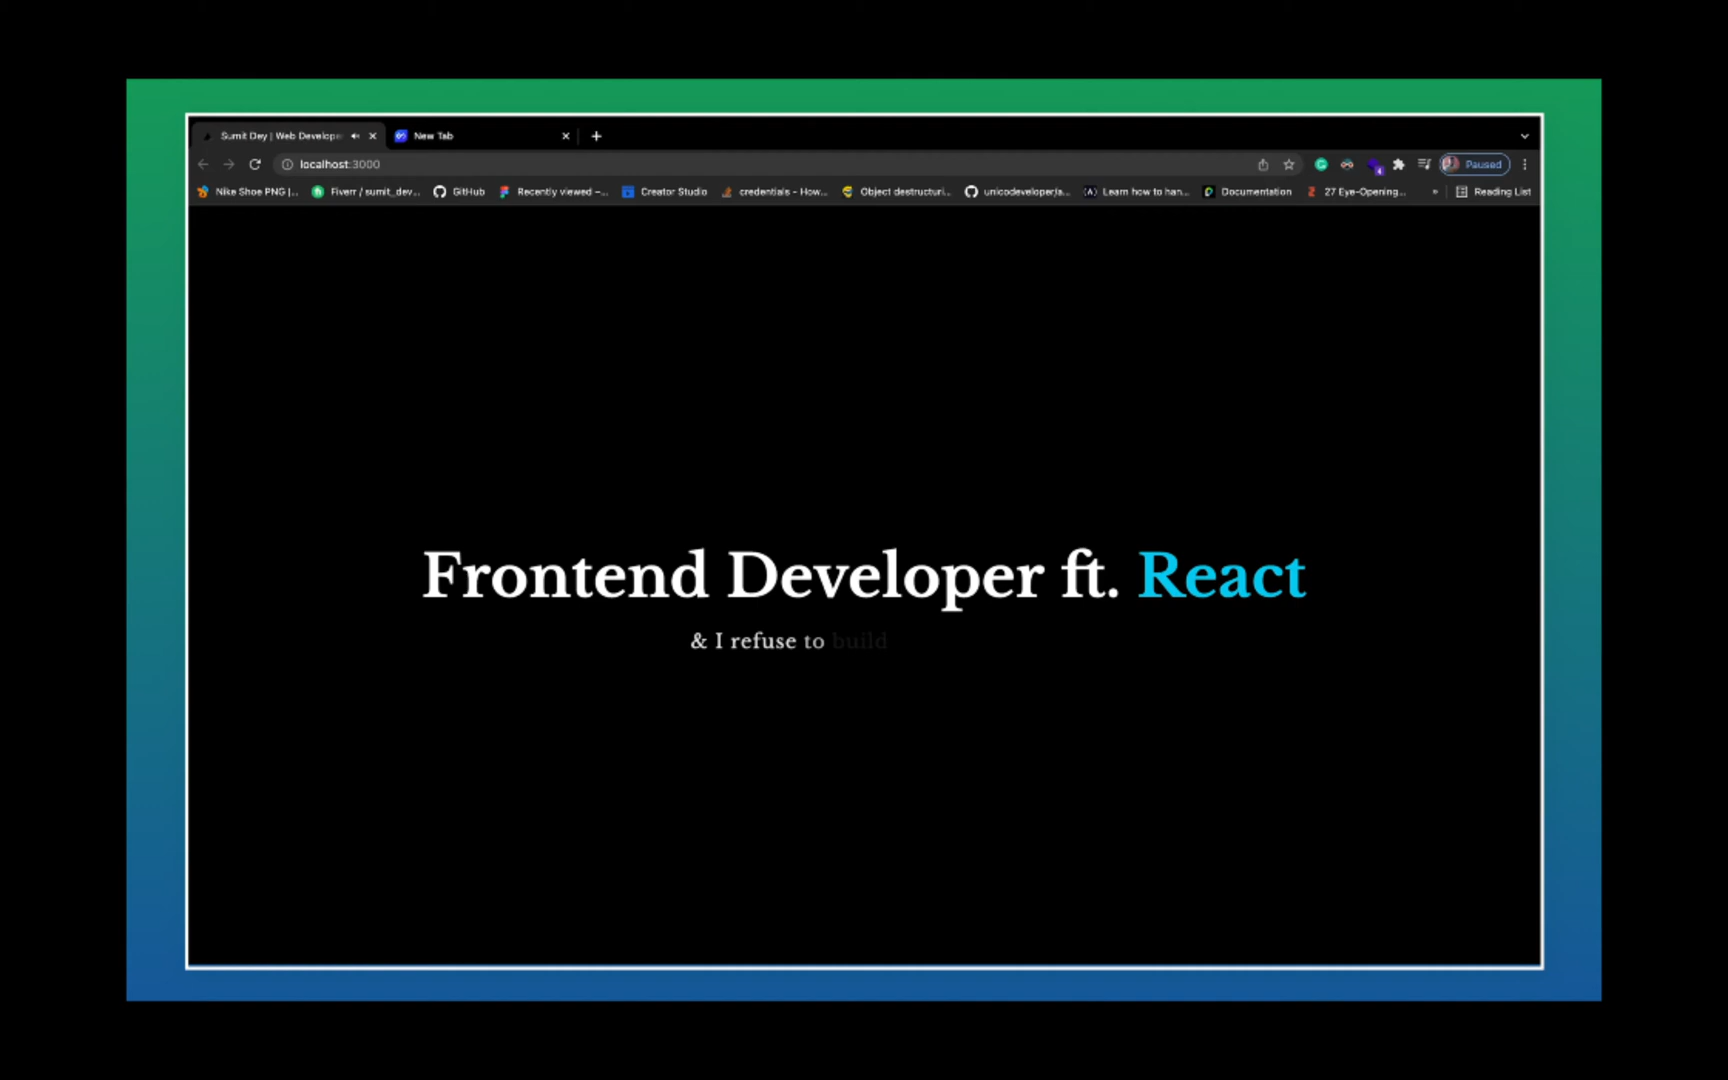 Sumit Dey | Web Develope
New Tab
localhost:3000
Paused
Nike Shoe PNG |...
Fiverr / sumit_dev...
GitHub
Recently viewed –...
Creator Studio
credentials - How...
Object destructuri...
unicodeveloper/a...
Learn how to han...
Documentation
27 Eye-Opening...
»
Reading List
Frontend Developer ft. React
& I refuse to build